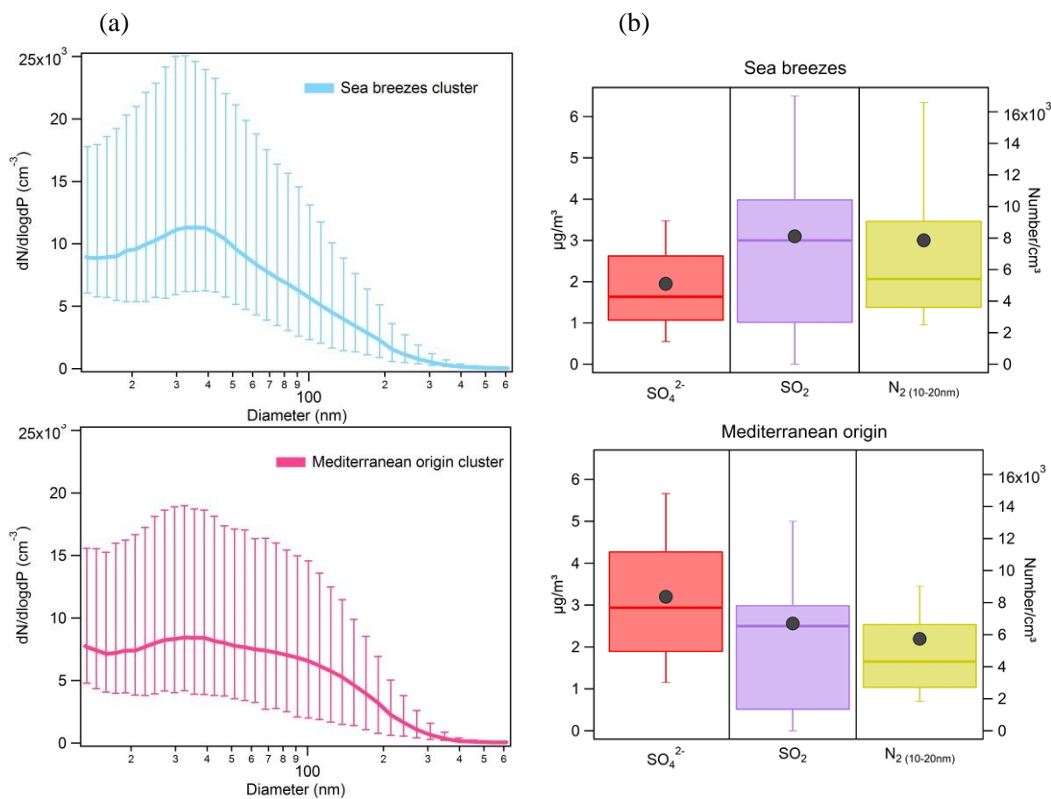 (a)
(b)
25x10³
20
15
10
5
0
dN/dlogdP (cm⁻³)
Sea breezes cluster
2 3 4 5 6 7 8 9 100 2 3 4 5 6
Diameter (nm)
Sea breezes
6
5
4
3
2
1
0
µg/m³
16x10³
14
12
10
8
6
4
2
0
Number/cm³
SO₄²⁻ SO₂ N₂ (10-20nm)
25x10³
20
15
10
5
0
dN/dlogdP (cm⁻³)
Mediterranean origin cluster
2 3 4 5 6 7 8 9 100 2 3 4 5 6
Diameter (nm)
Mediterranean origin
6
5
4
3
2
1
0
µg/m³
16x10³
14
12
10
8
6
4
2
0
Number/cm³
SO₄²⁻ SO₂ N₂ (10-20nm)